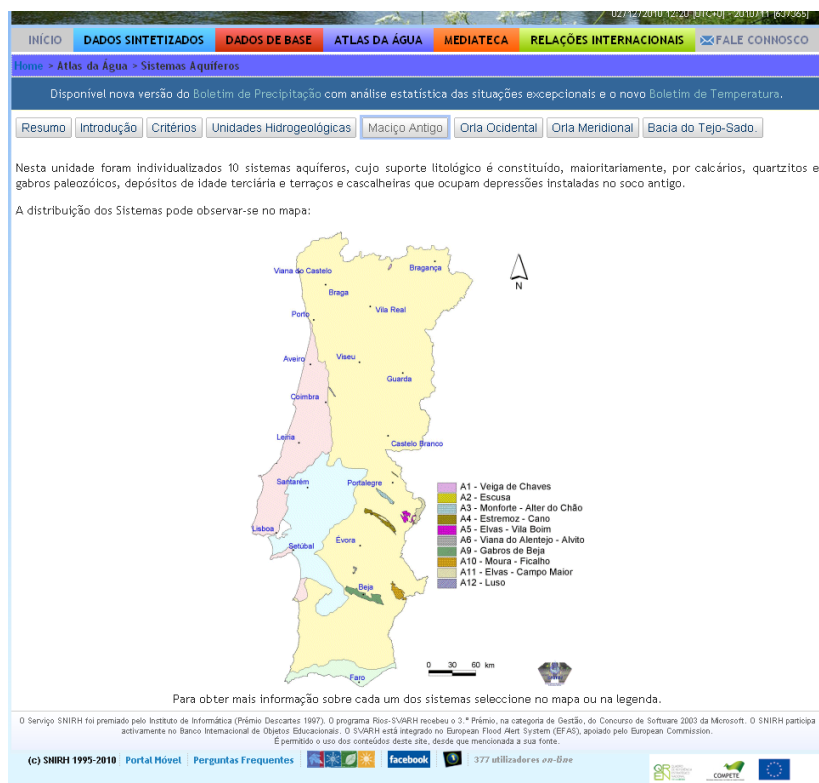 02/12/2010 12:20 (UTC+0) - 2010/11 (637365)
INÍCIO DADOS SINTETIZADOS DADOS DE BASE ATLAS DA ÁGUA MEDIATECA RELAÇÕES INTERNACIONAIS FALE CONNOSCO
Home > Atlas da Água > Sistemas Aquíferos
Disponível nova versão do Boletim de Precipitação com análise estatística das situações excepcionais e o novo Boletim de Temperatura.
Resumo Introdução Critérios Unidades Hidrogeológicas Maciço Antigo Orla Ocidental Orla Meridional Bacia do Tejo-Sado.
Nesta unidade foram individualizados 10 sistemas aquíferos, cujo suporte litológico é constituído, maioritariamente, por calcários, quartzitos e
gabros paleozóicos, depósitos de idade terciária e terraços e cascalheiras que ocupam depressões instaladas no soco antigo.
A distribuição dos Sistemas pode observar-se no mapa:
Viana do Castelo
Bragança
N
Braga
Vila Real
Porto
Aveiro
Viseu
Guarda
Coimbra
Leiria
Castelo Branco
Santarém
Portalegre
Lisboa
Setúbal
Évora
Beja
Faro
A1 - Veiga de Chaves
A2 - Escusa
A3 - Monforte - Alter do Chão
A4 - Estremoz - Cano
A5 - Elvas - Vila Boim
A6 - Viana do Alentejo - Alvito
A9 - Gabros de Beja
A10 - Moura - Ficalho
A11 - Elvas - Campo Maior
A12 - Luso
0 30 60 km
Para obter mais informação sobre cada um dos sistemas seleccione no mapa ou na legenda.
O Serviço SNIRH foi premiado pelo Instituto de Informática (Prémio Descartes 1997). O programa Rios-SVARH recebeu o 3.º Prémio, na categoria de Gestão, do Concurso de Software 2003 da Microsoft. O SNIRH participa
activamente no Banco Internacional de Objetos Educacionais. O SVARH está integrado no European Flood Alert System (EFAS), apoiado pelo European Commission.
É permitido o uso dos conteúdos deste site, desde que mencionada a sua fonte.
(c) SNIRH 1995-2010 Portal Móvel Perguntas Frequentes facebook 377 utilizadores on-line
COMPETE